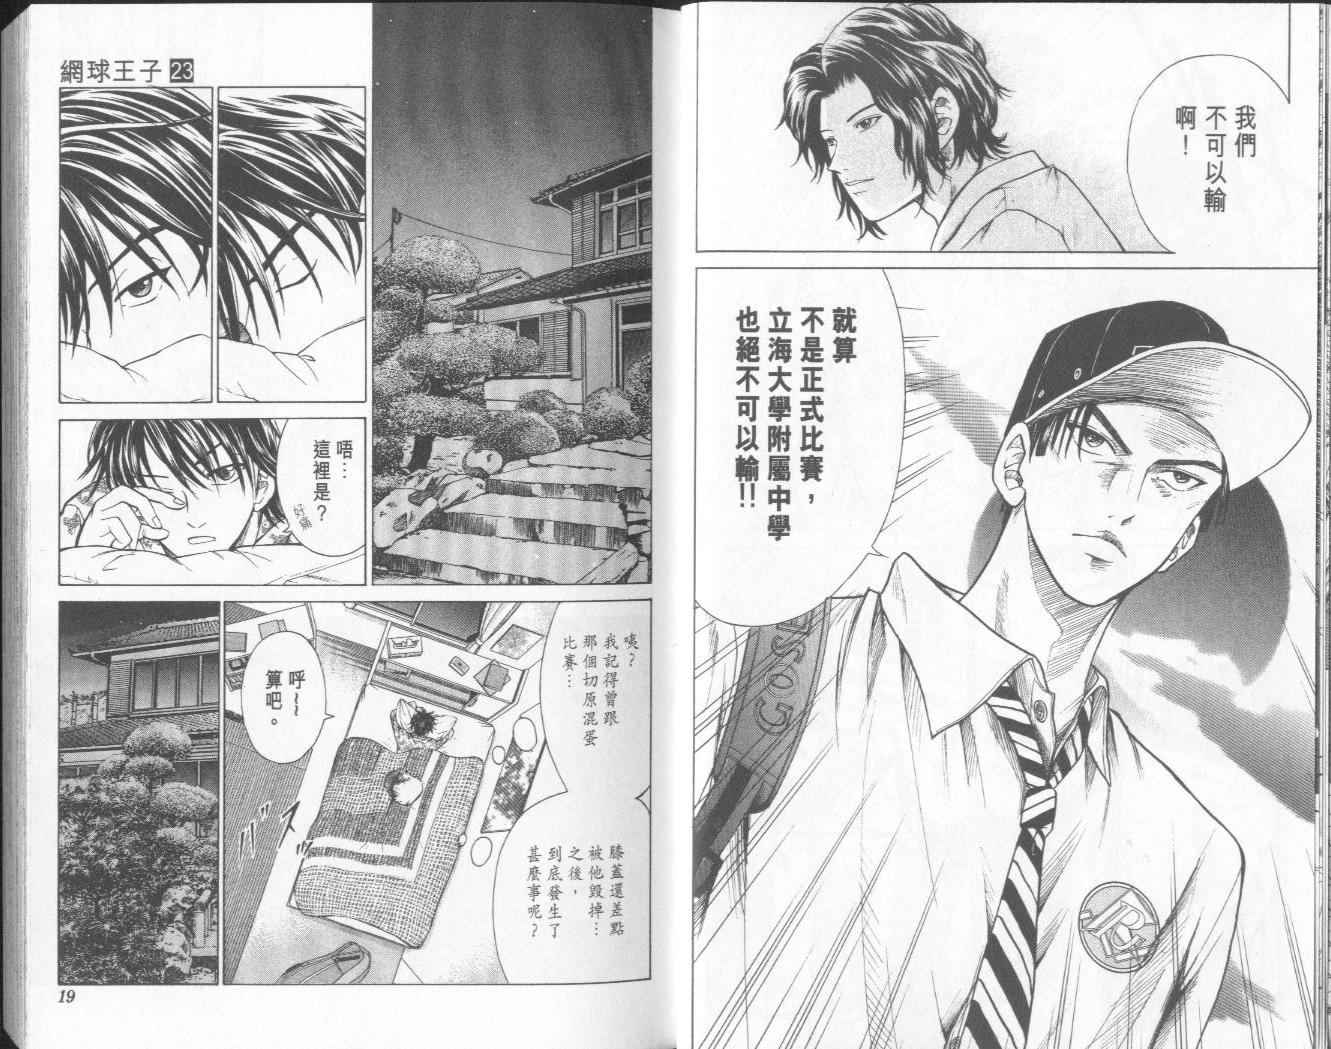 我們
不可以輸
啊！
就算
不是正式比賽，
立海大學附屬中學
也絕不可以輸!!
網球王子 23
唔…
這裡是？
好痛
咦？
我記得曾跟
那個切原混蛋
比賽…
膝蓋還差點
被他毀掉…
之後，
到底發生了
甚麼事呢？
呼~~
算吧。
19